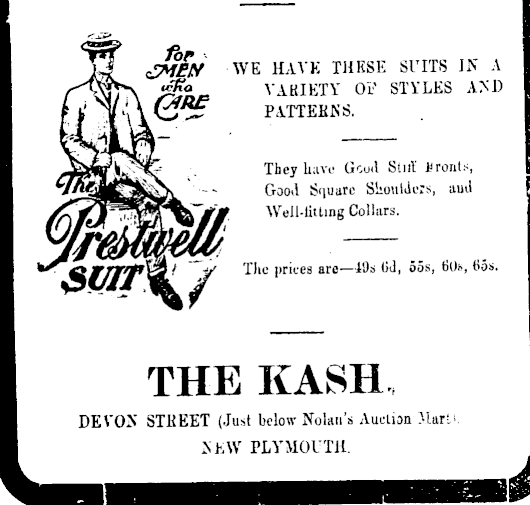 For
MEN
who
CARE
The
Prestwell
SUIT
WE HAVE THESE SUITS IN A
VARIETY OF STYLES AND
PATTERNS.
They have Good Stiff Fronts,
Good Square Shoulders, and
Well-fitting Collars.
The prices are—49s 6d, 55s, 60s, 65s.
THE KASH,
DEVON STREET (Just below Nolan's Auction Mart),
NEW PLYMOUTH.